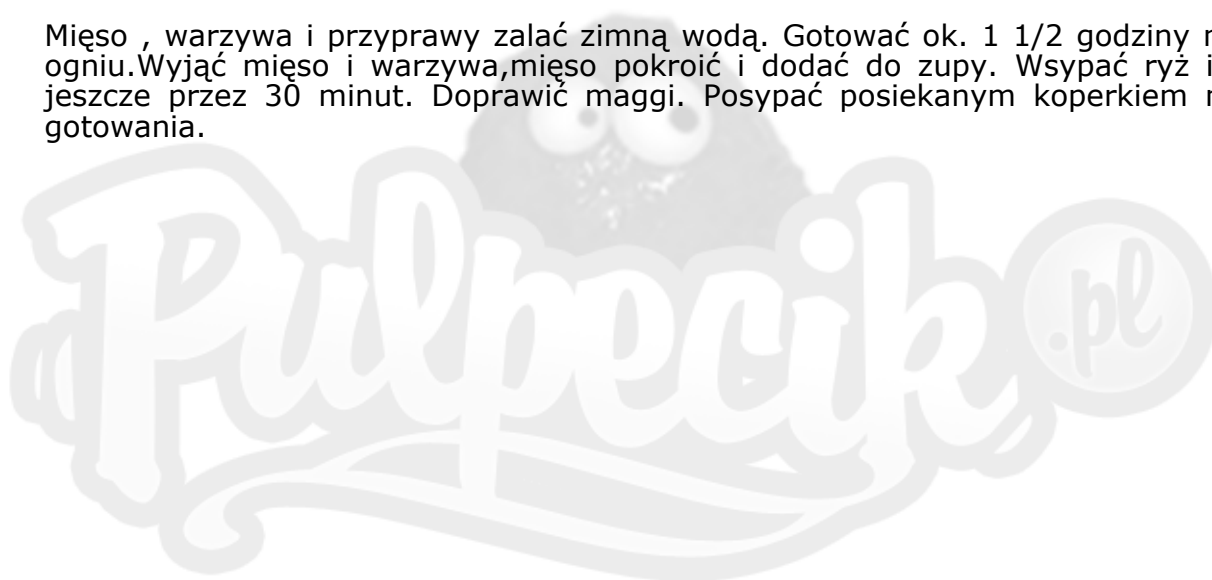 Mięso , warzywa i przyprawy zalać zimną wodą. Gotować ok. 1 1/2 godziny
ogniu.Wyjąć mięso i warzywa,mięso pokroić i dodać do zupy. Wsypać ryż i
jeszcze przez 30 minut. Doprawić maggi. Posypać posiekanym koperkiem
gotowania.
Pulpecik.pl